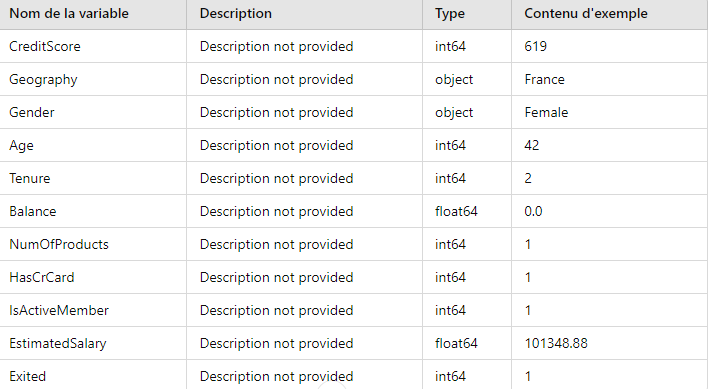 Nom de la variable Description Type Contenu d'exemple
CreditScore Description not provided int64 619
Geography Description not provided object France
Gender Description not provided object Female
Age Description not provided int64 42
Tenure Description not provided int64 2
Balance Description not provided float64 0.0
NumOfProducts Description not provided int64 1
HasCrCard Description not provided int64 1
IsActiveMember Description not provided int64 1
EstimatedSalary Description not provided float64 101348.88
Exited Description not provided int64 1